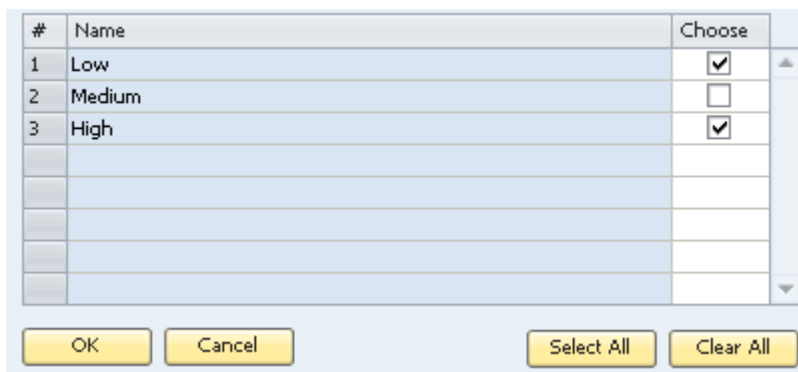 # Name Choose
1 Low
2 Medium
3 High
OK Cancel Select All Clear All